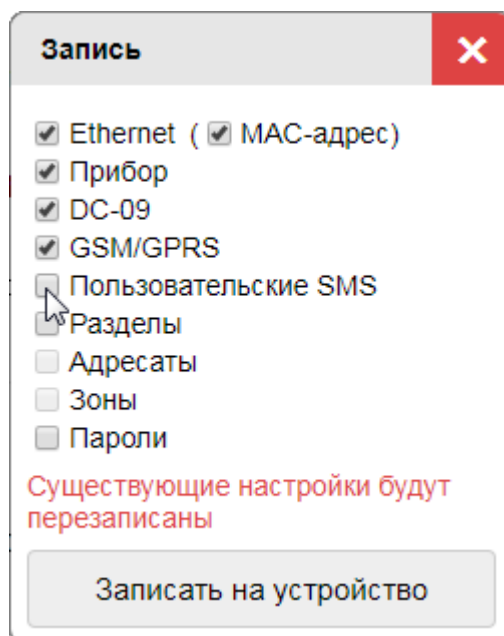 Запись
Ethernet ( MAC-адрес)
Прибор
DC-09
GSM/GPRS
Пользовательские SMS
Разделы
Адресаты
Зоны
Пароли
Существующие настройки будут
перезаписаны
Записать на устройство